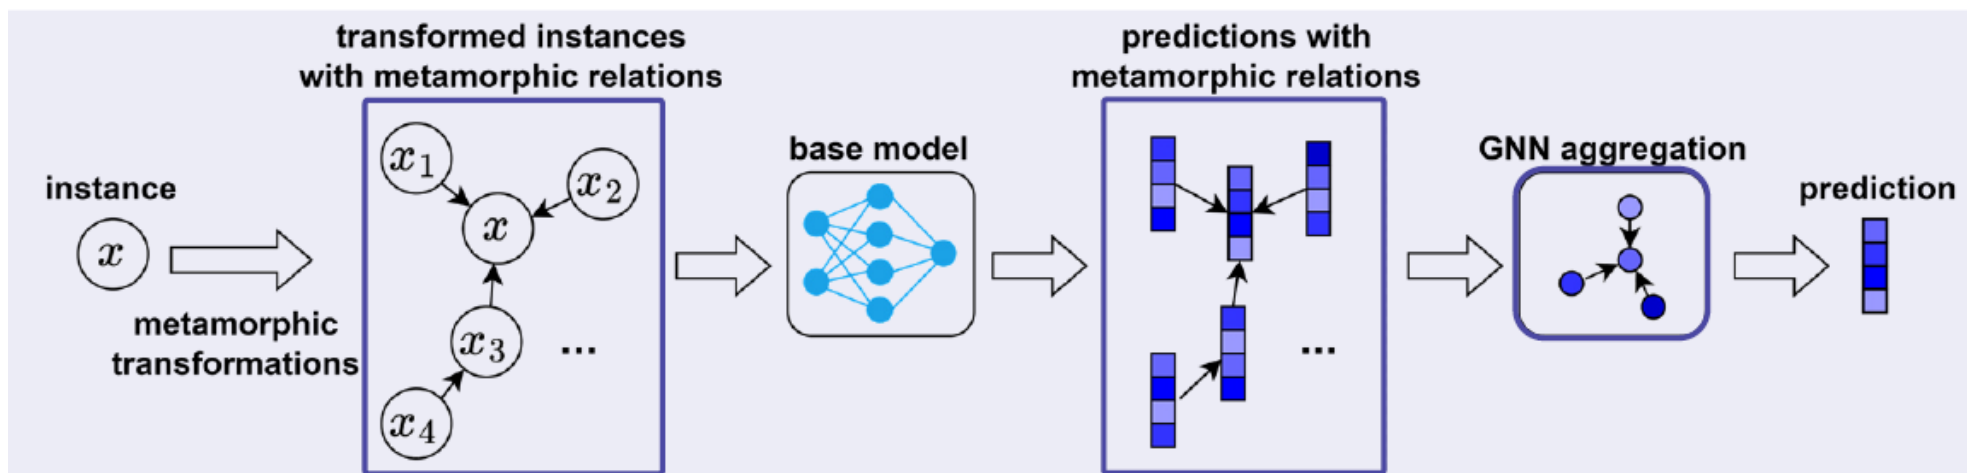 instance
x
metamorphic
transformations
transformed instances
with metamorphic relations
x1
x2
x
x3
...
x4
base model
predictions with
metamorphic relations
...
GNN aggregation
prediction